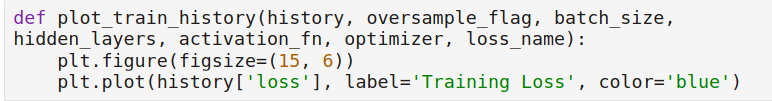 def plot_train_history(history, oversample_flag, batch_size,
hidden_layers, activation_fn, optimizer, loss_name):
    plt.figure(figsize=(15, 6))
    plt.plot(history['loss'], label='Training Loss', color='blue')